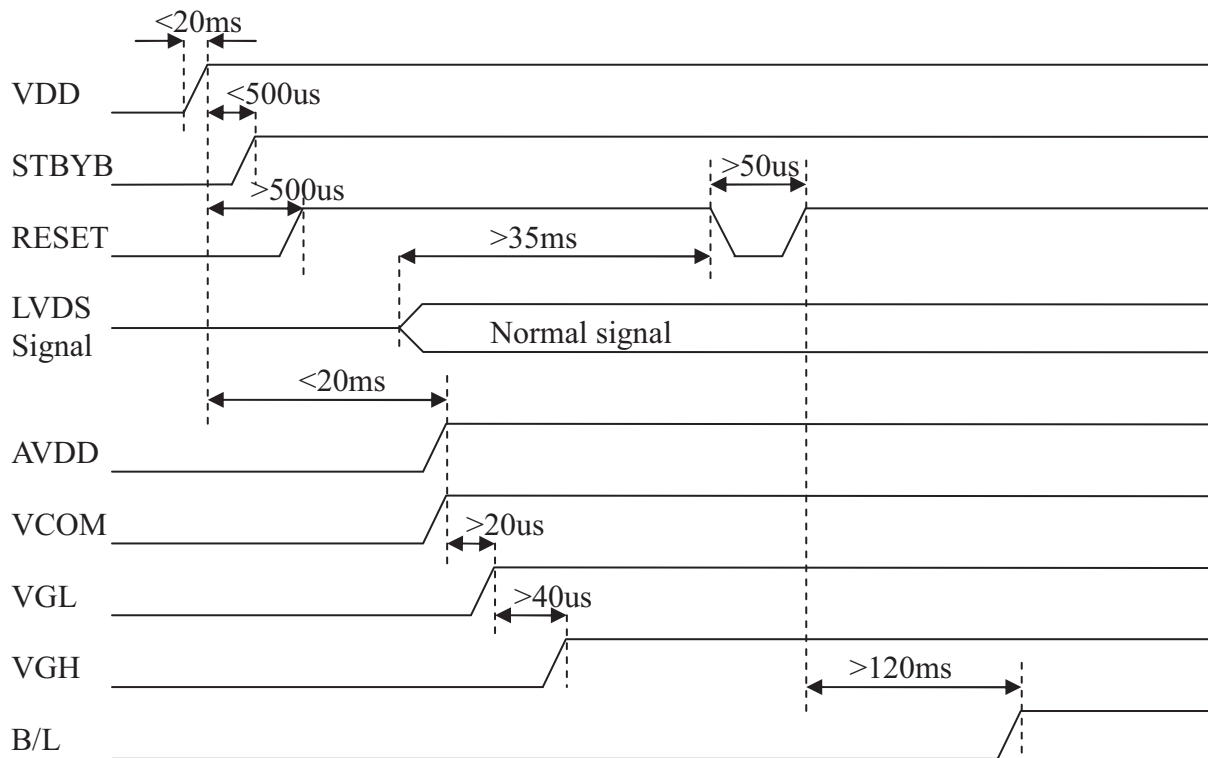 <20ms
VDD
<500us
STBYB
>50us
>500us
RESET
>35ms
LVDS
Signal
Normal signal
<20ms
AVDD
VCOM
>20us
VGL
>40us
VGH
>120ms
B/L